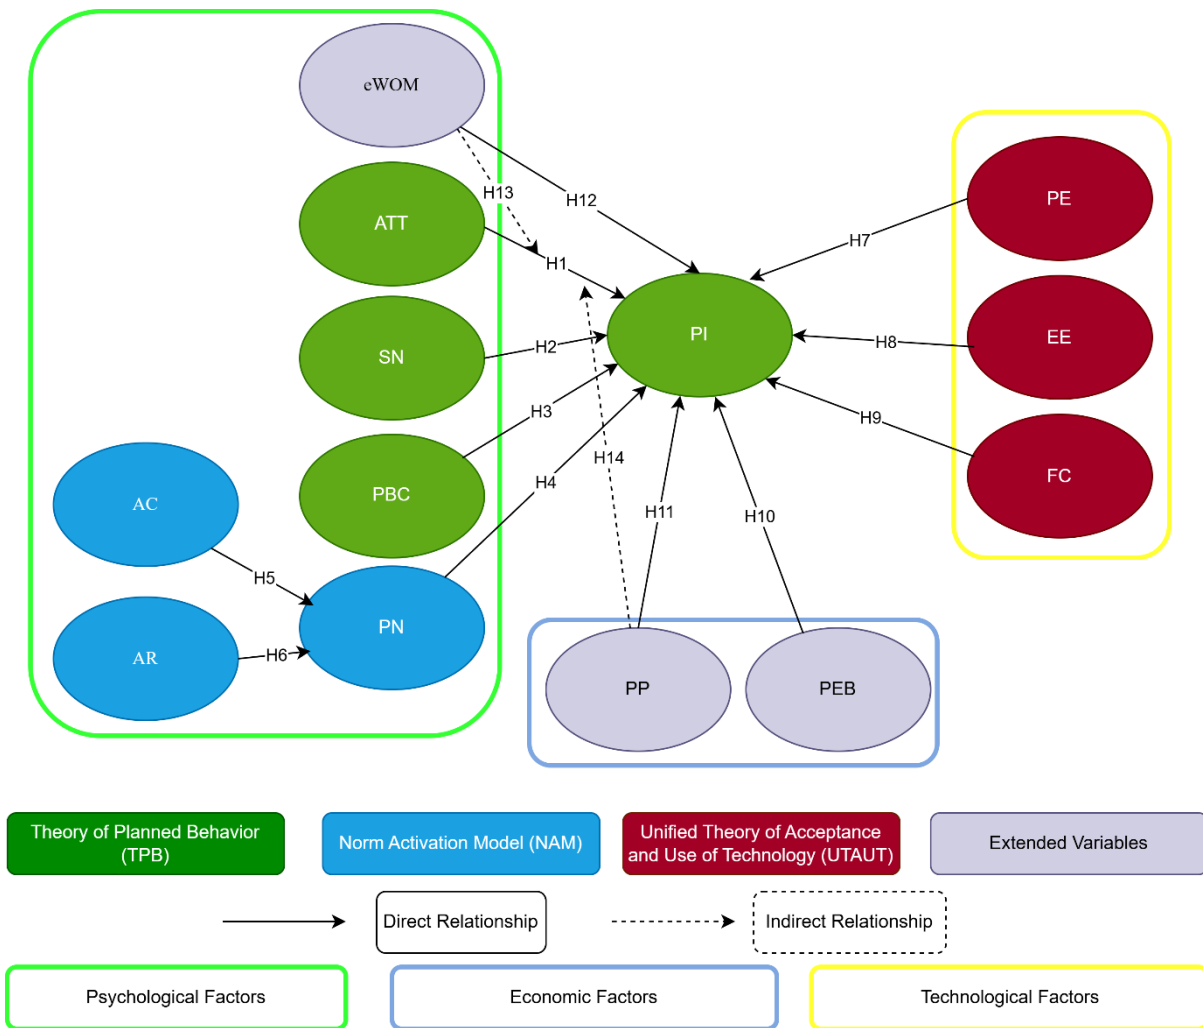 eWOM
H13
H12
ATT
PE
H1
H7
SN
H2
PI
H8
EE
H3
H9
PBC
H14
H4
FC
AC
H11
H10
H5
PN
AR
H6
PP
PEB
Theory of Planned Behavior
(TPB)
Norm Activation Model (NAM)
Unified Theory of Acceptance
and Use of Technology (UTAUT)
Extended Variables
Direct Relationship
Indirect Relationship
Psychological Factors
Economic Factors
Technological Factors